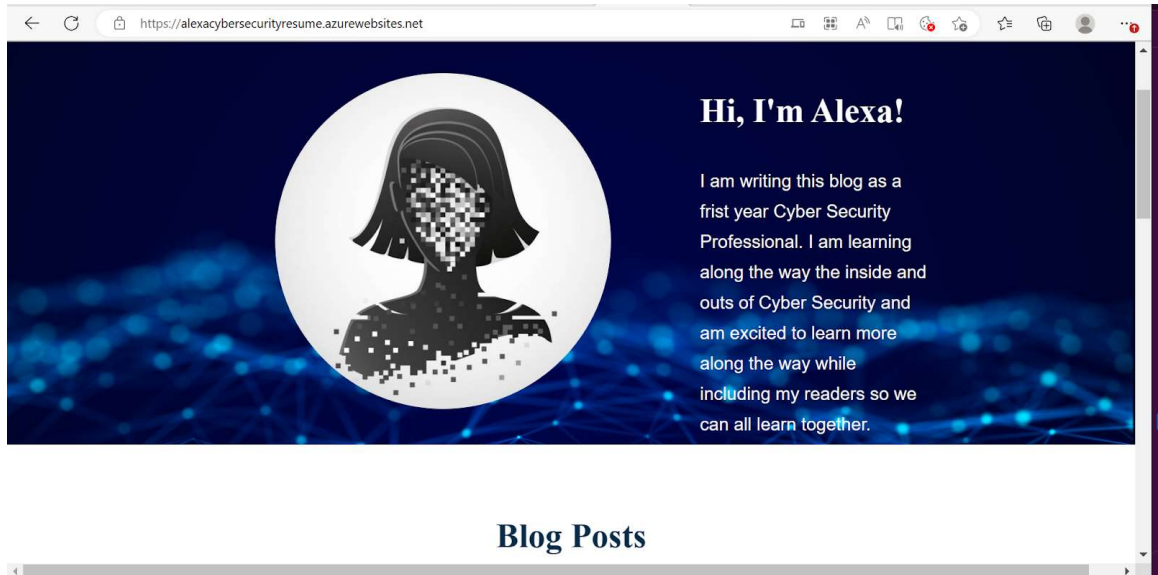 https://alexacybersecurityresume.azurewebsites.net
Hi, I'm Alexa!
I am writing this blog as a
frist year Cyber Security
Professional. I am learning
along the way the inside and
outs of Cyber Security and
am excited to learn more
along the way while
including my readers so we
can all learn together.
Blog Posts